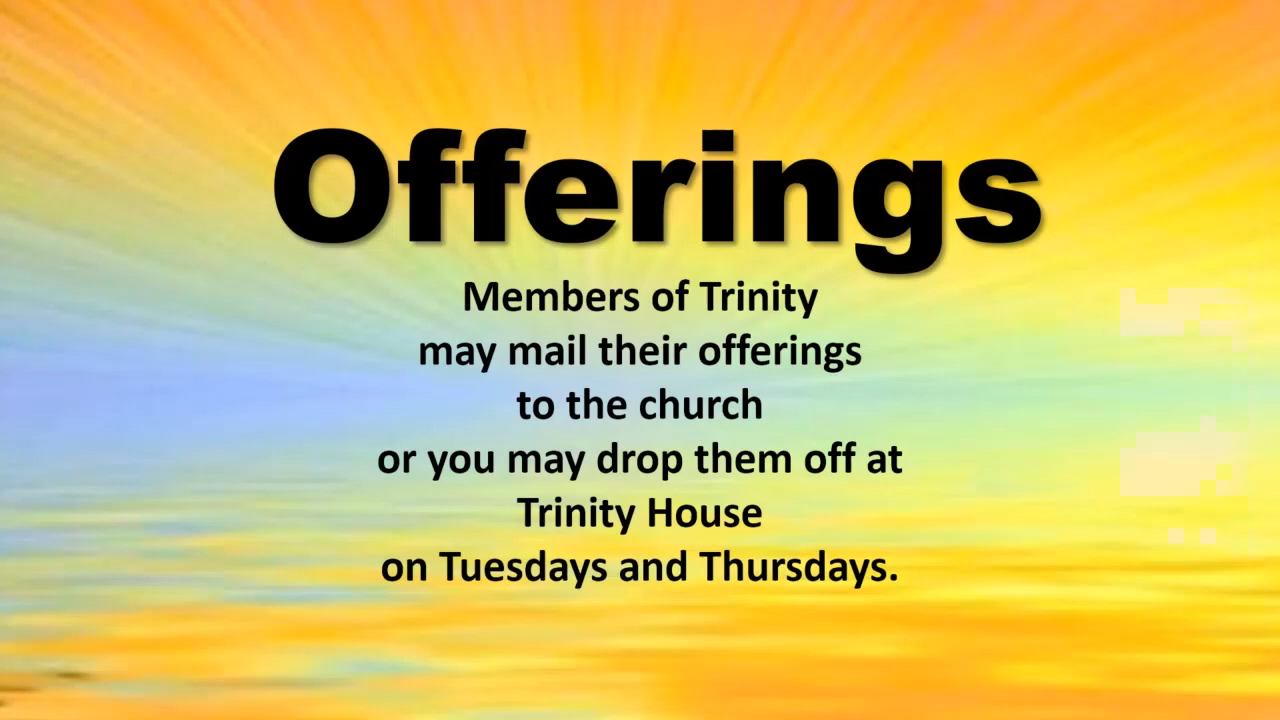 Offerings
Members of Trinity
may mail their offerings
to the church
or you may drop them off at
Trinity House
on Tuesdays and Thursdays.